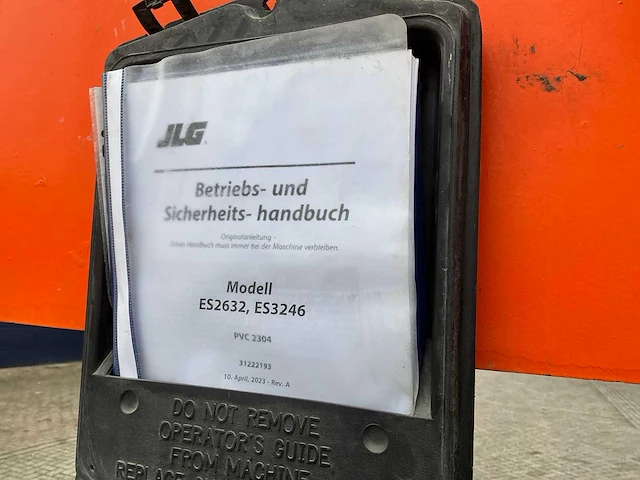 JLG
Betriebs- und
Sicherheits- handbuch
Originalanleitung -
Dieses Handbuch muss immer bei der Maschine verbleiben.
Modell
ES2632, ES3246
PVC 2304
31222193
10. April, 2023 - Rev. A
DO NOT REMOVE
OPERATOR'S GUIDE
FROM MACHINE
REPLACE